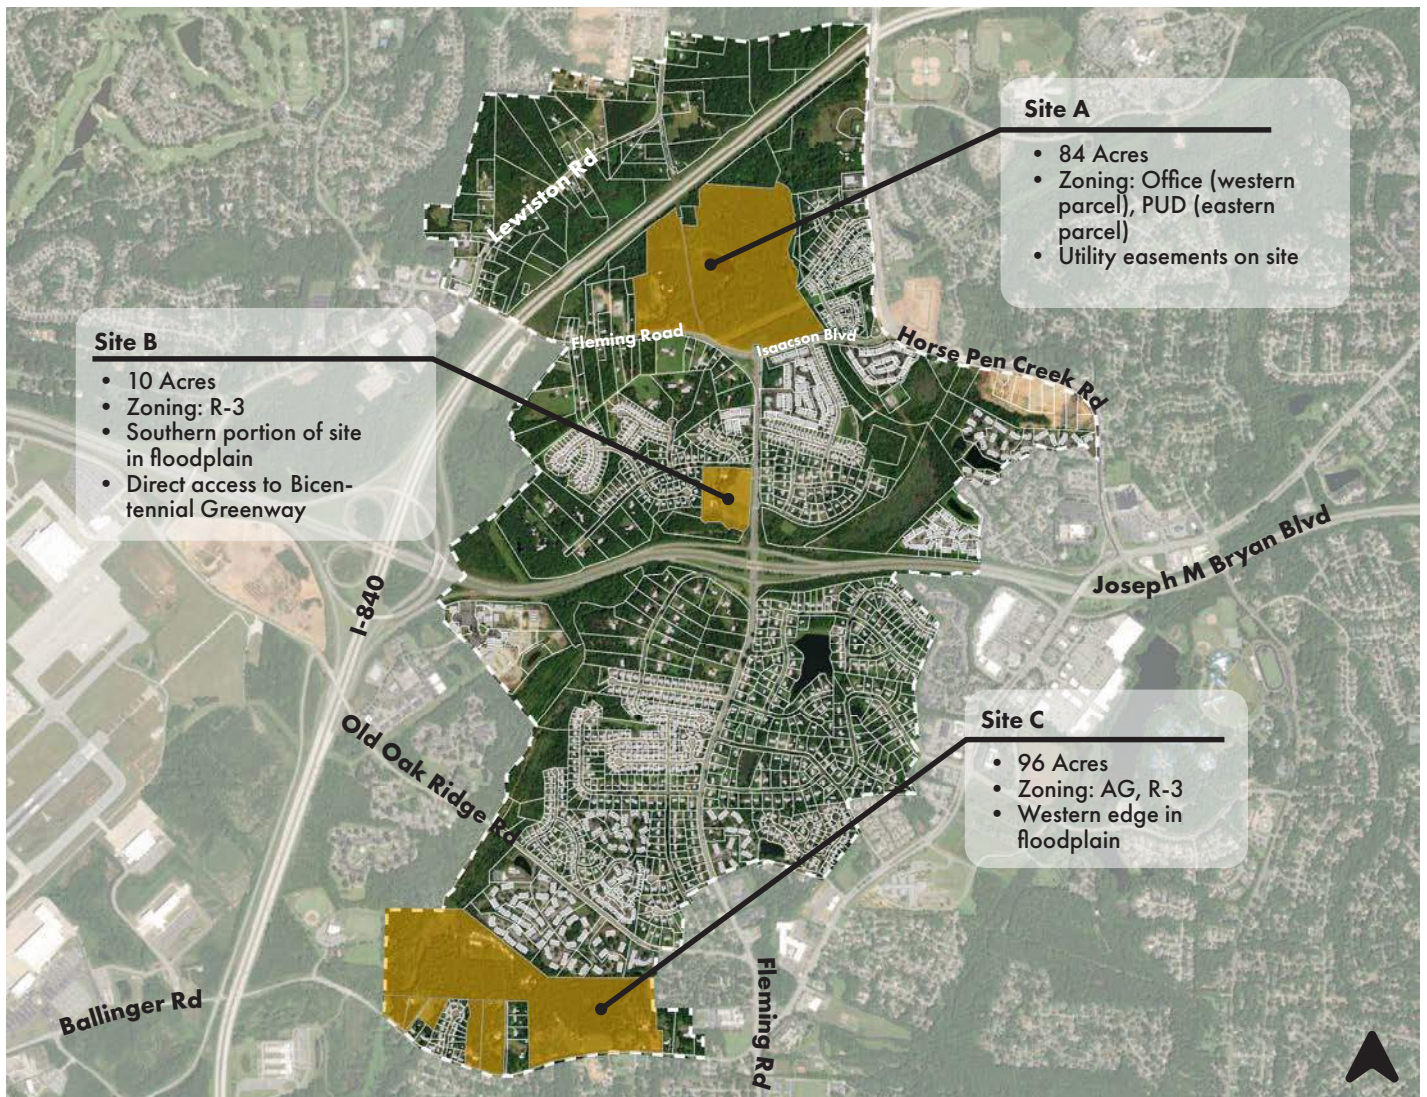 Site A
• 84 Acres
• Zoning: Office (western
parcel), PUD (eastern
parcel)
• Utility easements on site
Lewiston Rd
Site B
• 10 Acres
• Zoning: R-3
• Southern portion of site
in floodplain
• Direct access to Bicen-
tennial Greenway
Fleming Road
Isaacson Blvd
Horse Pen Creek Rd
Joseph M Bryan Blvd
I-840
Old Oak Ridge Rd
Site C
• 96 Acres
• Zoning: AG, R-3
• Western edge in
floodplain
Ballinger Rd
Fleming Rd